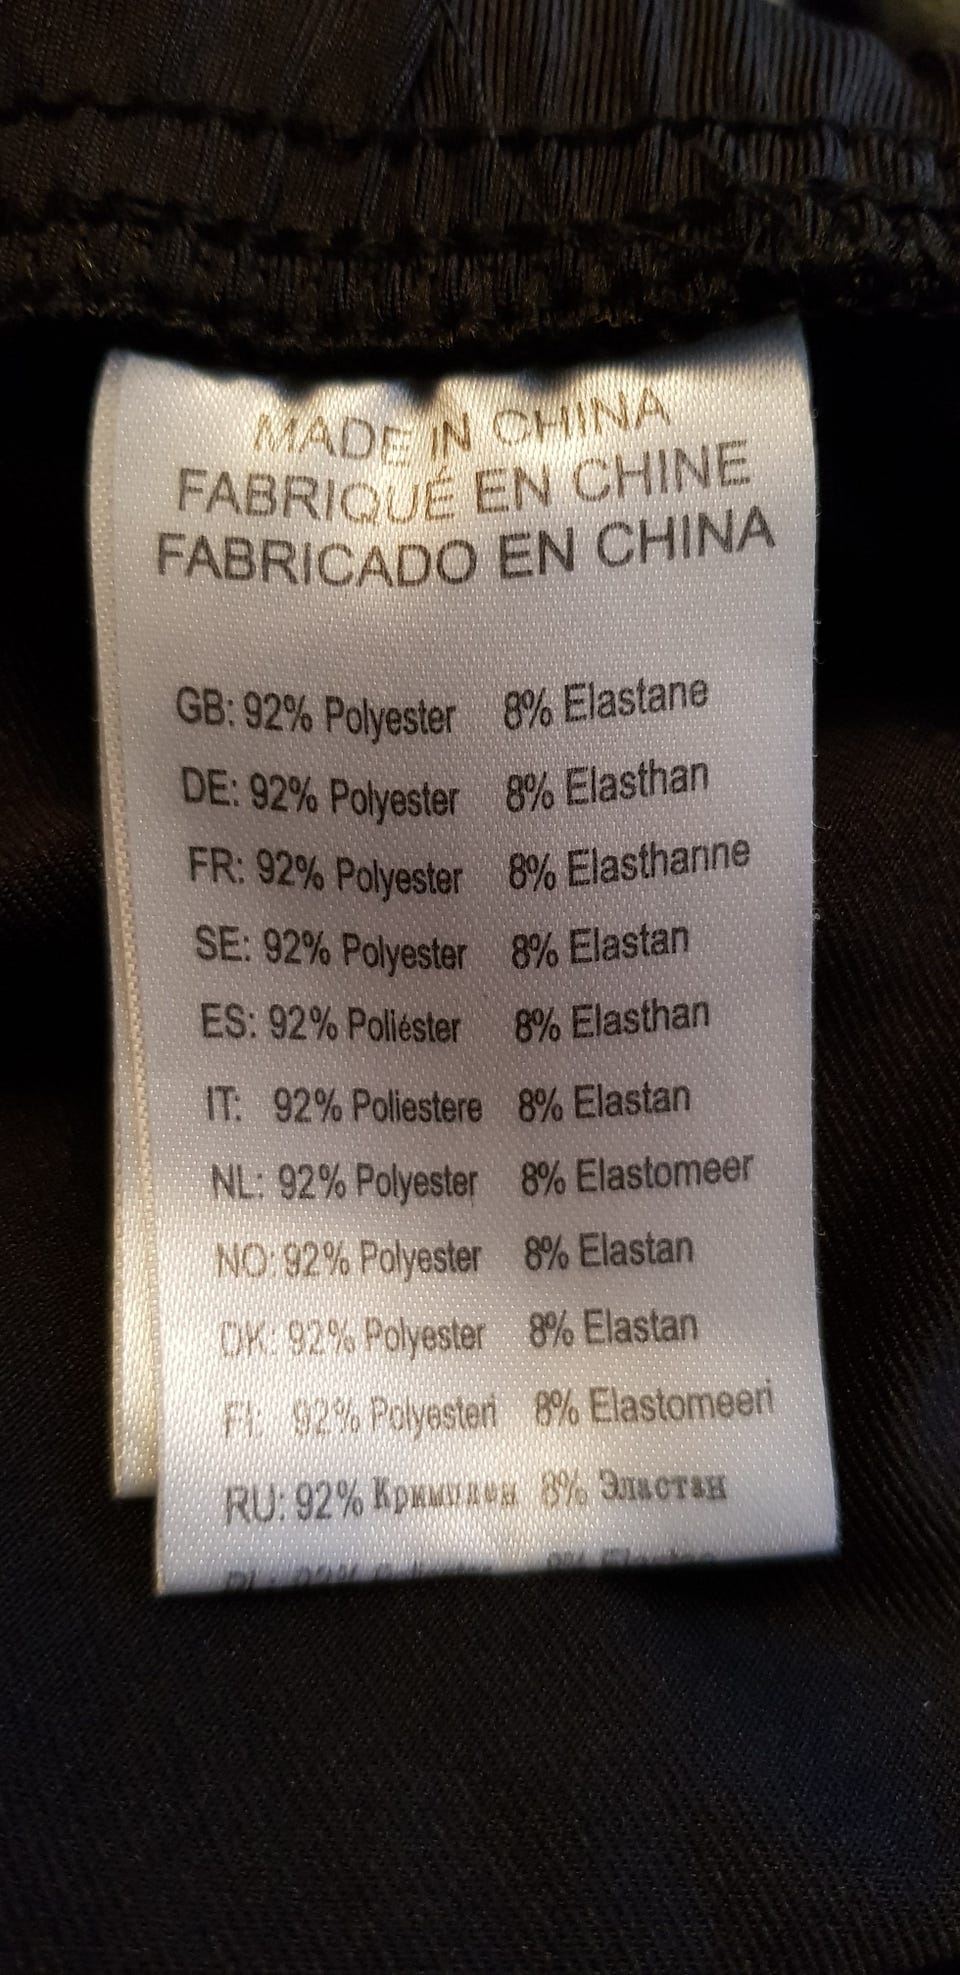 MADE IN CHINA
FABRIQUÉ EN CHINE
FABRICADO EN CHINA
GB: 92% Polyester 8% Elastane
DE: 92% Polyester 8% Elasthan
FR: 92% Polyester 8% Elasthanne
SE: 92% Polyester 8% Elastan
ES: 92% Poliéster 8% Elasthan
IT: 92% Poliestere 8% Elastan
NL: 92% Polyester 8% Elastomeer
NO: 92% Polyester 8% Elastan
DK: 92% Polyester 8% Elastan
FI: 92% Polyesteri 8% Elastomeeri
RU: 92% 8% Эластан